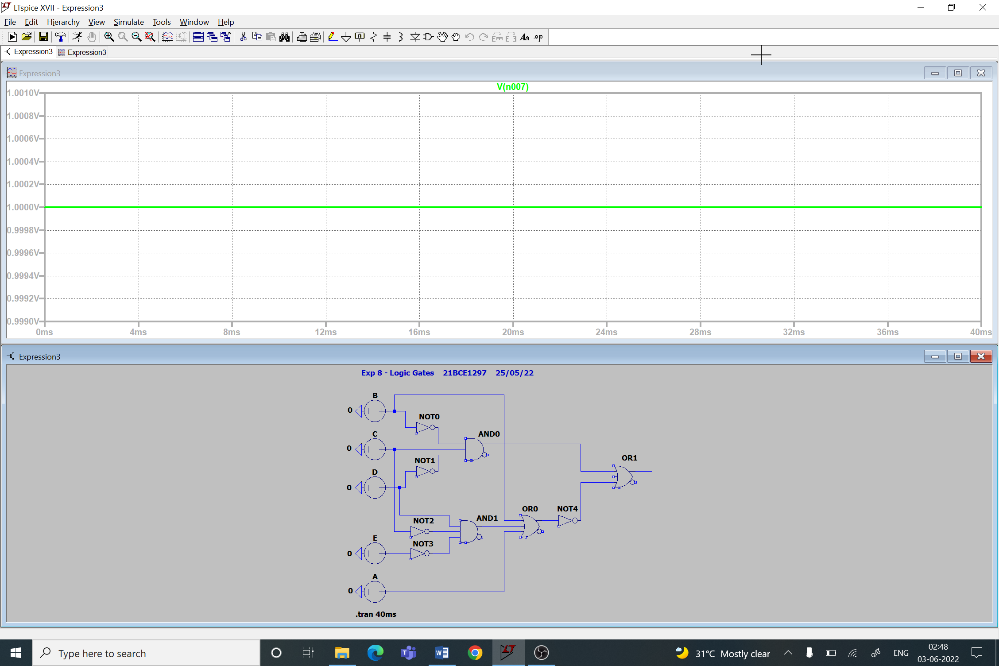 LTspice XVII - Expression3
File Edit Hierarchy View Simulate Tools Window Help
Expression3 Expression3
Expression3
V(n007)
1.0010V
1.0008V
1.0006V
1.0004V
1.0002V
1.0000V
0.9998V
0.9996V
0.9994V
0.9992V
0.9990V
0ms 4ms 8ms 12ms 16ms 20ms 24ms 28ms 32ms 36ms 40ms
Expression3
Exp 8 - Logic Gates 21BCE1297 25/05/22
B
0
NOT0
C
AND0
0
NOT1
OR1
D
0
OR0
NOT4
AND1
NOT2
E
NOT3
0
A
0
.tran 40ms
Type here to search
31°C Mostly clear
ENG
02:48
03-06-2022